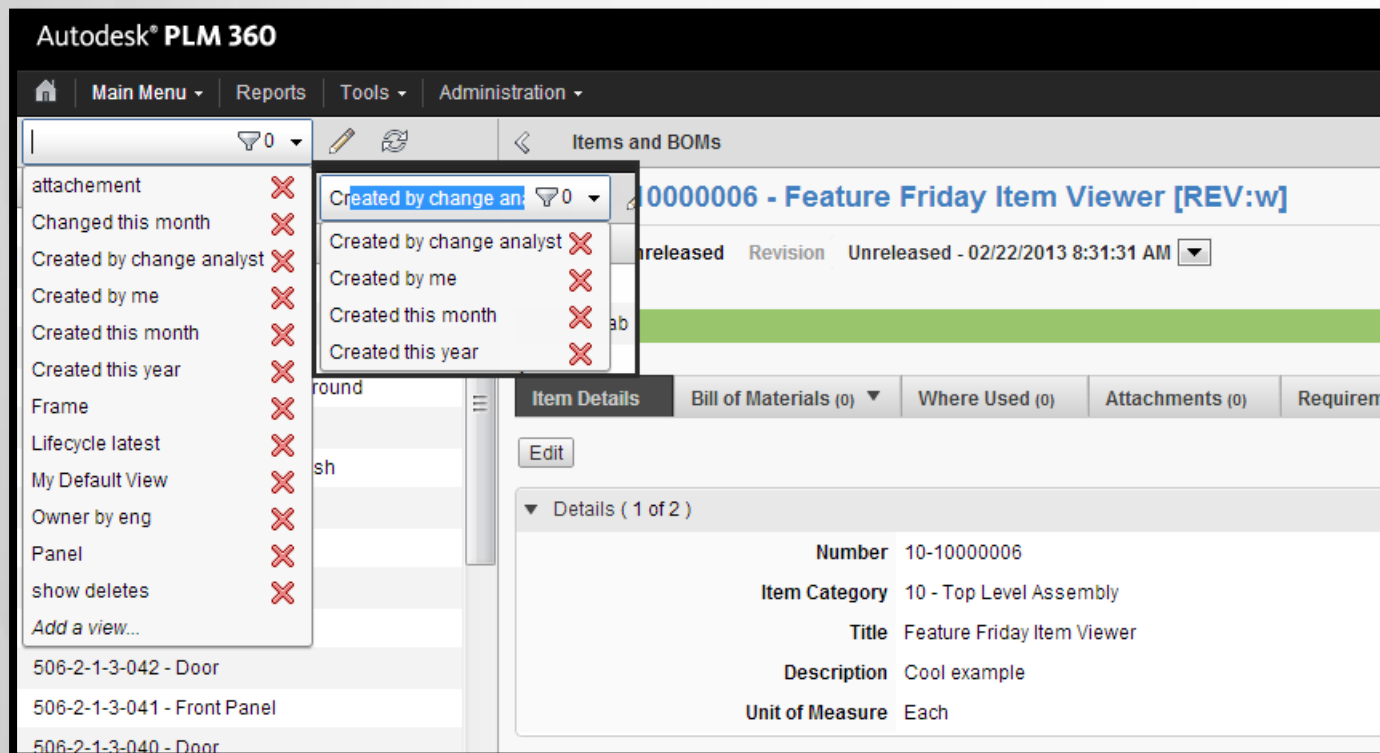 Autodesk® PLM 360
Main Menu Reports Tools Administration
0
Items and BOMs
attachement
Changed this month
Created by change analyst
Created by me
Created this month
Created this year
Frame
Lifecycle latest
My Default View
Owner by eng
Panel
show deletes
Add a view...
Created by change an 0
Created by change analyst
Created by me
Created this month
Created this year
round
sh
506-2-1-3-042 - Door
506-2-1-3-041 - Front Panel
506-2-1-3-040 - Door
10000006 - Feature Friday Item Viewer [REV:w]
nreleased Revision Unreleased - 02/22/2013 8:31:31 AM
ab
Item Details Bill of Materials (0) Where Used (0) Attachments (0) Requirem
Edit
Details ( 1 of 2 )
Number 10-10000006
Item Category 10 - Top Level Assembly
Title Feature Friday Item Viewer
Description Cool example
Unit of Measure Each